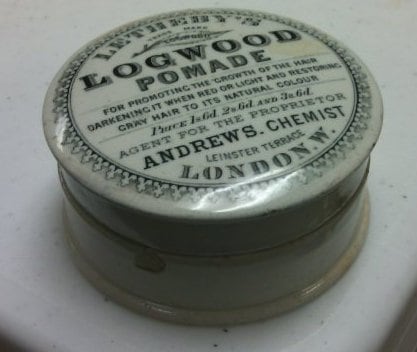 LETHEBY'S
TRADE MARK
LOGWOOD
POMADE
FOR PROMOTING THE GROWTH OF THE HAIR
DARKENING IT WHEN RED OR LIGHT AND RESTORING
GRAY HAIR TO ITS NATURAL COLOUR
Price 1s6d. 2s6d. AND 3s6d.
AGENT FOR THE PROPRIETOR
ANDREWS. CHEMIST
LEINSTER TERRACE
LONDON.W.